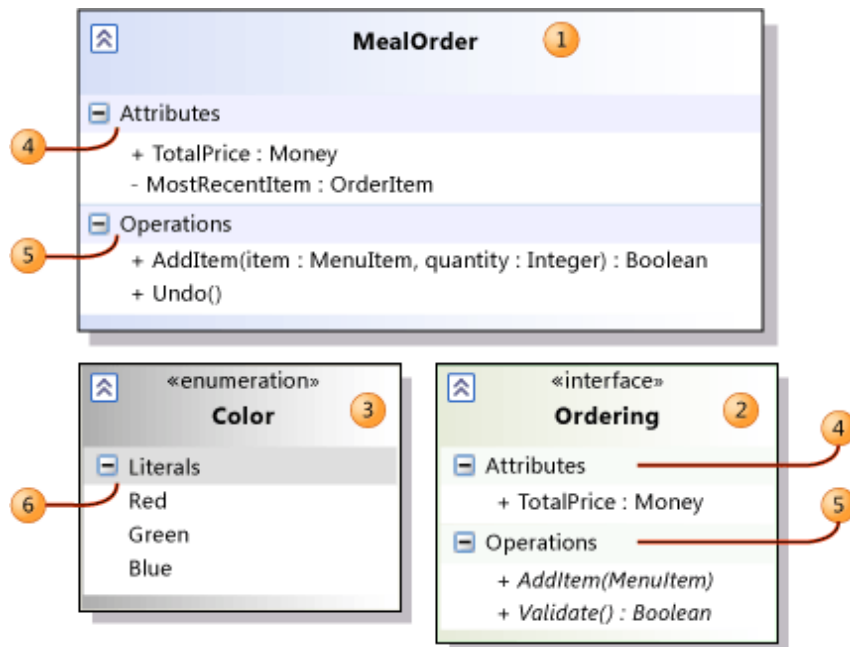 MealOrder 1
Attributes
4
+ TotalPrice : Money
- MostRecentItem : OrderItem
Operations
5
+ AddItem(item : MenuItem, quantity : Integer) : Boolean
+ Undo()
«enumeration»
Color 3
Literals
6
Red
Green
Blue
«interface»
Ordering 2
4
Attributes
+ TotalPrice : Money
5
Operations
+ AddItem(MenuItem)
+ Validate() : Boolean